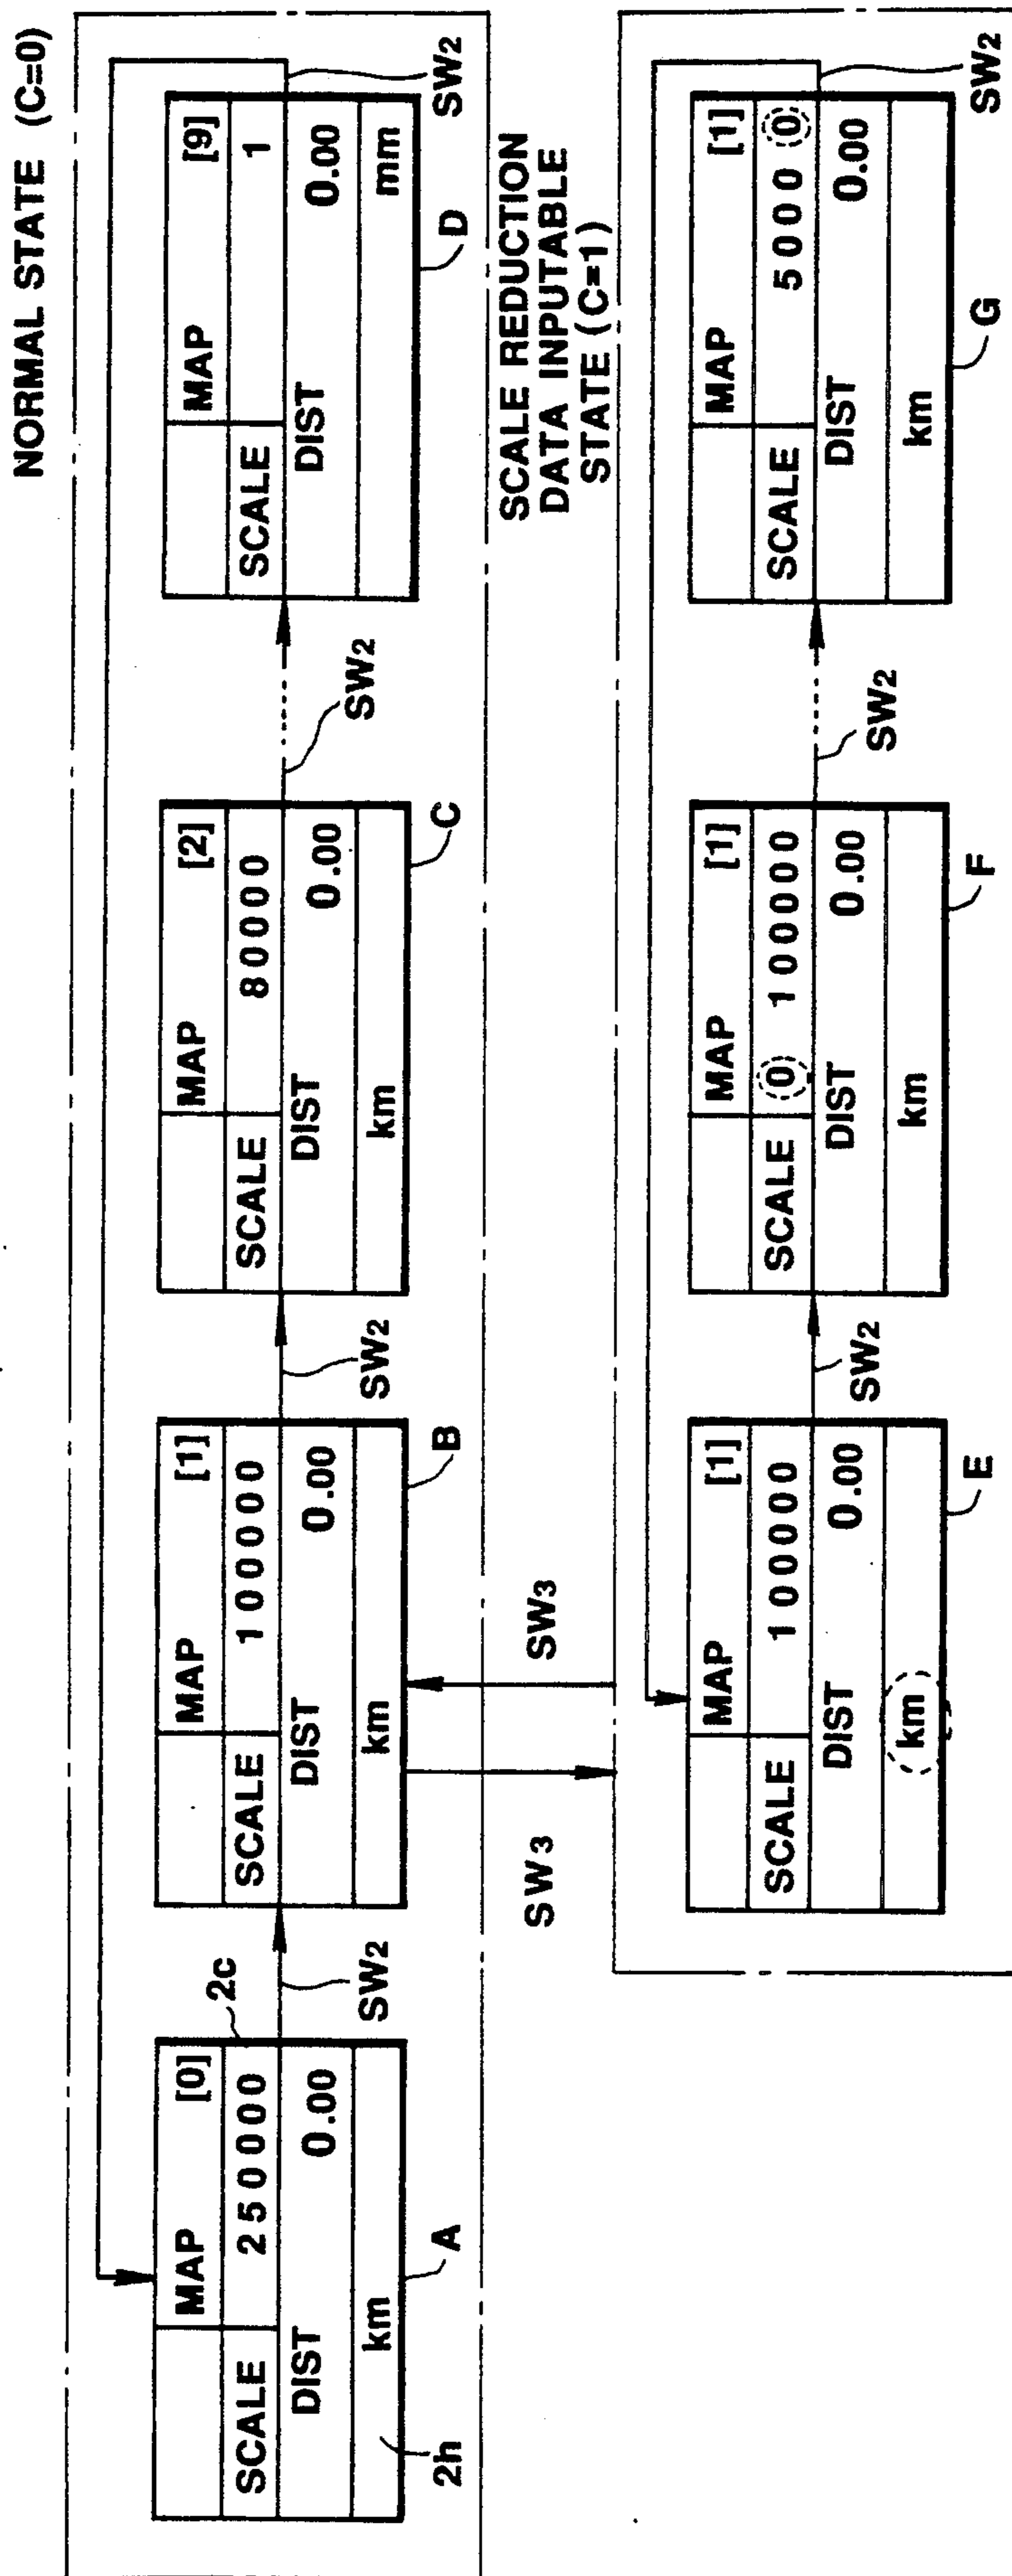 NORMAL STATE (C=0)
MAP [0]
SCALE 250000
DIST 0.00
km
2c
2h
A
SW2
MAP [1]
SCALE 100000
DIST 0.00
km
B
SW2
MAP [2]
SCALE 80000
DIST 0.00
km
C
SW2
MAP [9]
SCALE 1
DIST 0.00
mm
D
SW2
SW3
SW3
SCALE REDUCTION
DATA INPUTABLE
STATE (C=1)
MAP [1]
SCALE 100000
DIST 0.00
km
E
SW2
MAP [1]
SCALE 0 100000
DIST 0.00
km
F
SW2
MAP [1]
SCALE 5000 0
DIST 0.00
km
G
SW2